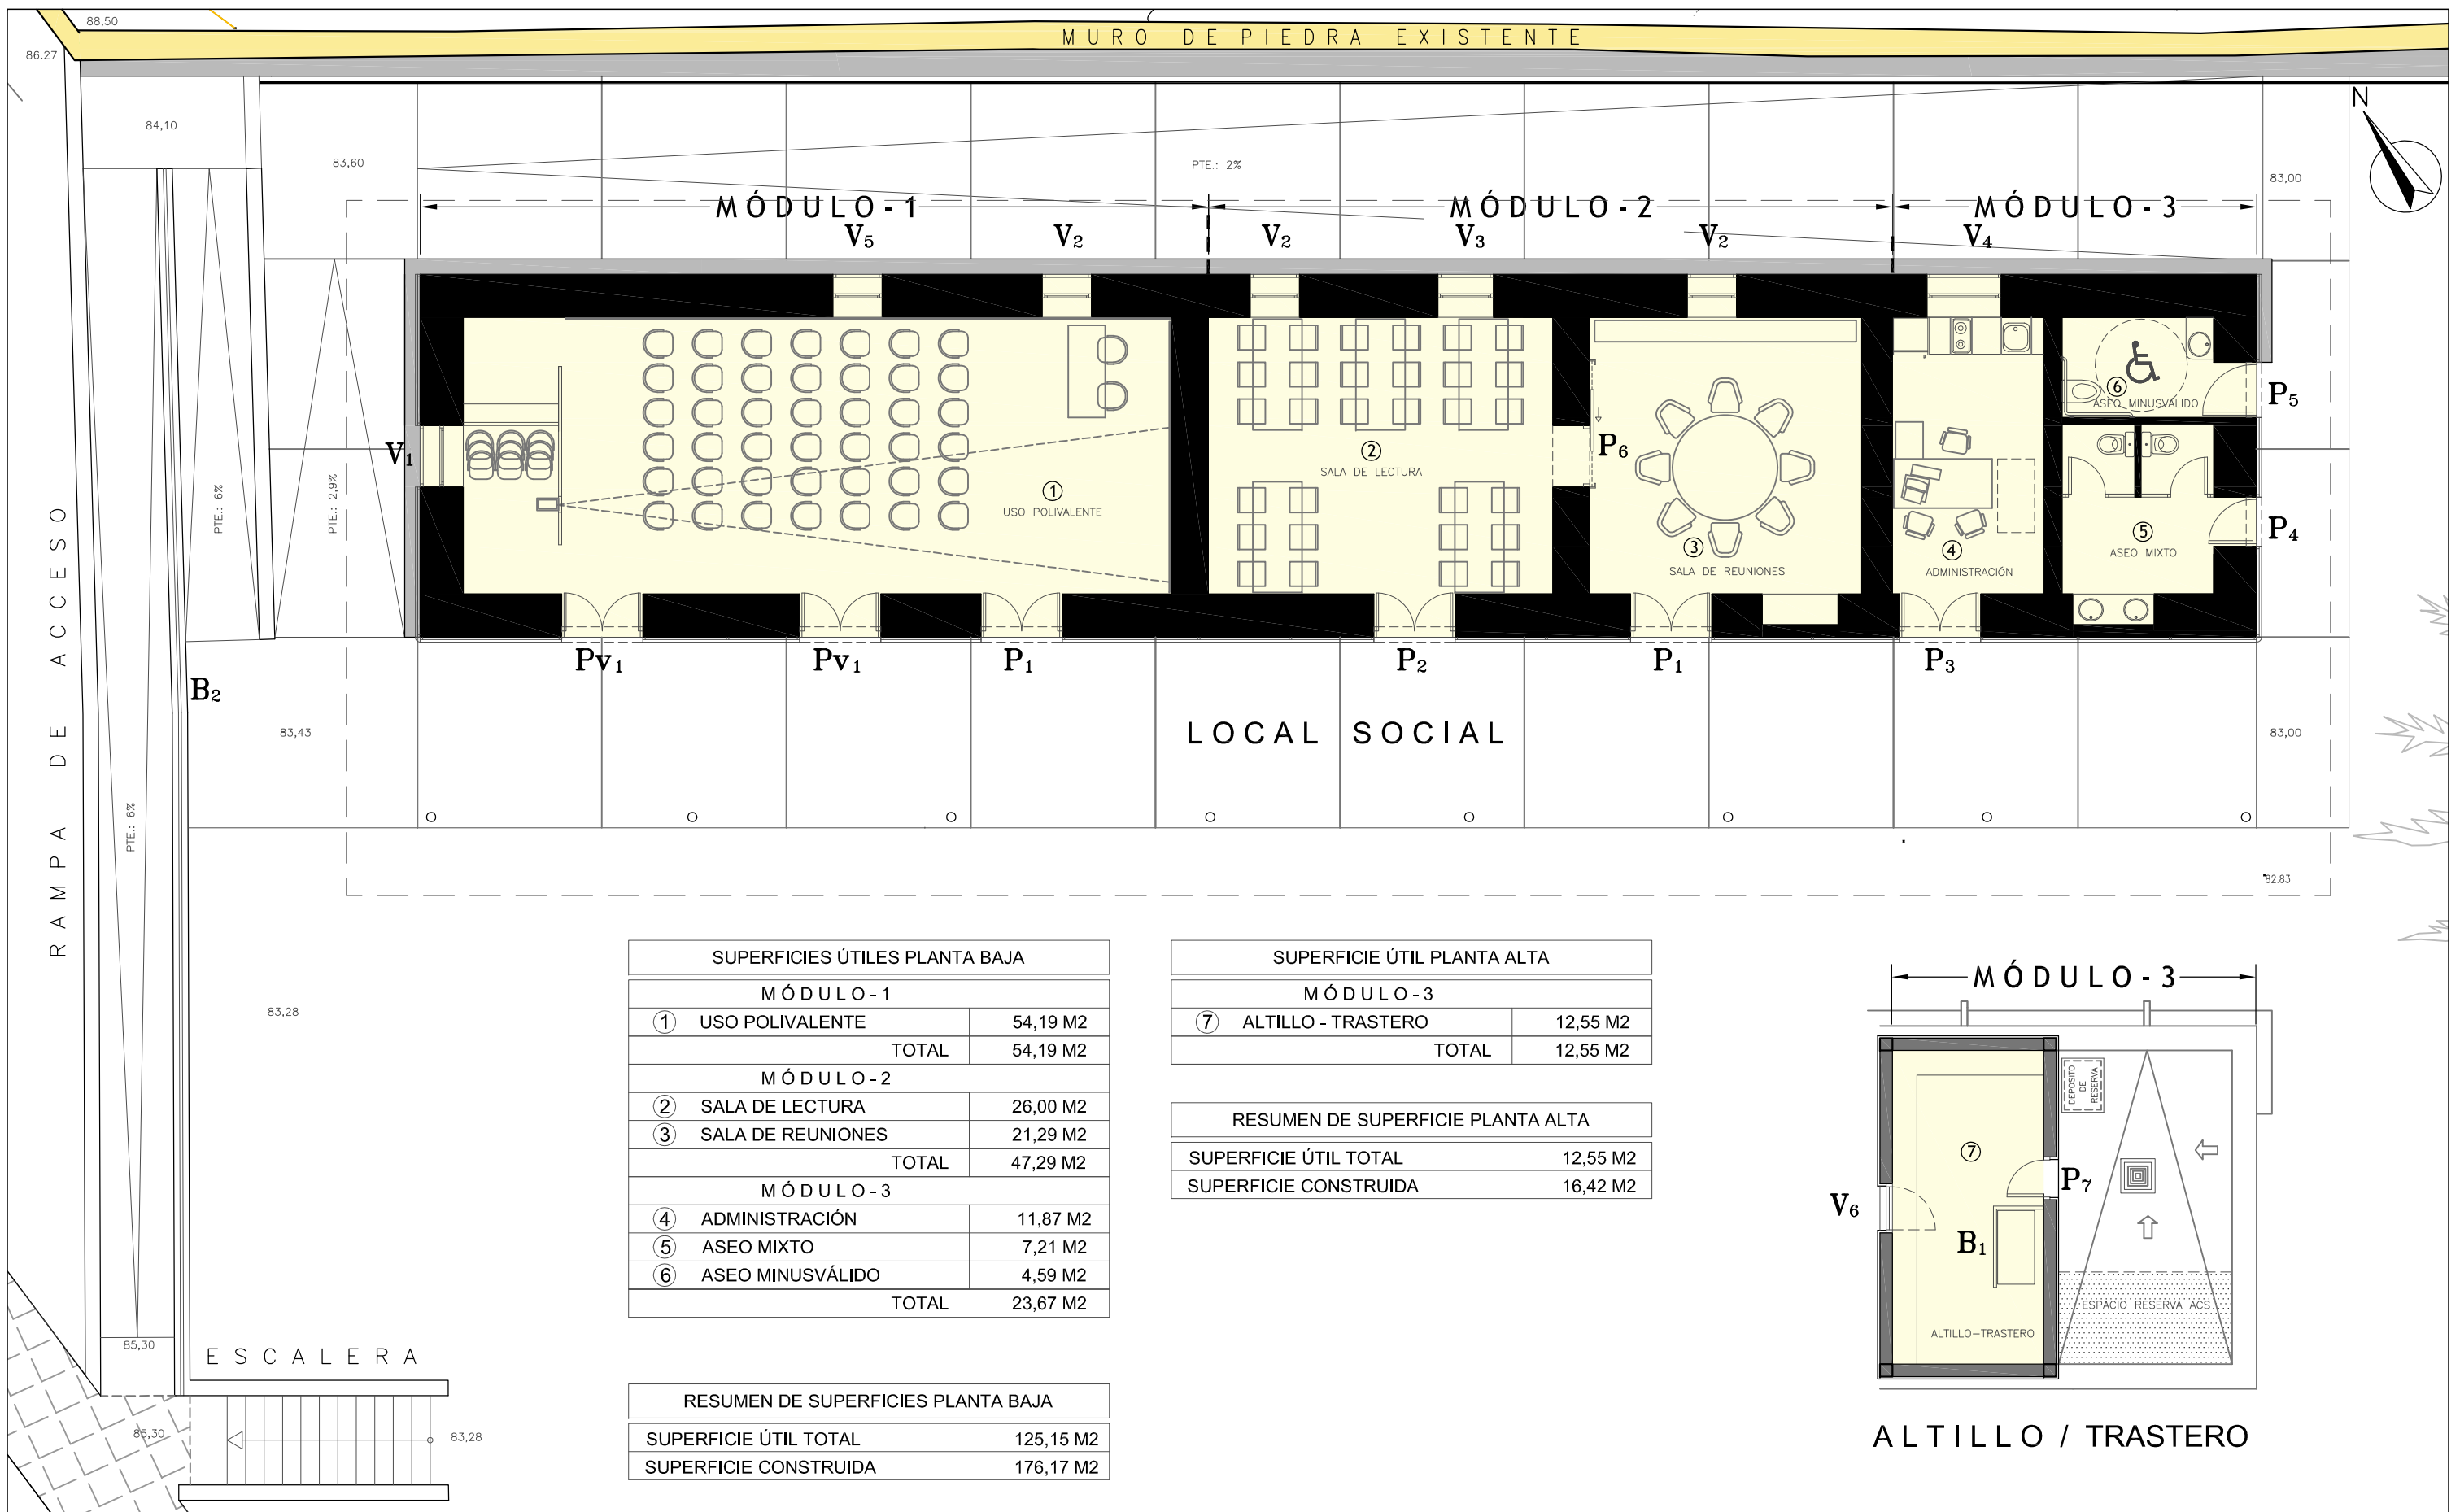 88,50
MURO DE PIEDRA EXISTENTE
86.27
84,10
83,60
PTE.: 2%
83,00
N
MÓDULO-1
MÓDULO-2
MÓDULO-3
V5
V2
V2
V3
V2
V4
V1
PTE.: 6%
PTE.: 2,9%
1
USO POLIVALENTE
2
SALA DE LECTURA
P6
3
SALA DE REUNIONES
4
ADMINISTRACIÓN
6
ASEO MINUSVÁLIDO
P5
5
ASEO MIXTO
P4
Pv1
Pv1
P1
P2
P1
P3
B2
RAMPA DE ACCESO
PTE.: 6%
83,43
LOCAL SOCIAL
83,00
82.83
83,28
SUPERFICIES ÚTILES PLANTA BAJA
MÓDULO-1
1 USO POLIVALENTE 54,19 M2
TOTAL 54,19 M2
MÓDULO-2
2 SALA DE LECTURA 26,00 M2
3 SALA DE REUNIONES 21,29 M2
TOTAL 47,29 M2
MÓDULO-3
4 ADMINISTRACIÓN 11,87 M2
5 ASEO MIXTO 7,21 M2
6 ASEO MINUSVÁLIDO 4,59 M2
TOTAL 23,67 M2
RESUMEN DE SUPERFICIES PLANTA BAJA
SUPERFICIE ÚTIL TOTAL 125,15 M2
SUPERFICIE CONSTRUIDA 176,17 M2
SUPERFICIE ÚTIL PLANTA ALTA
MÓDULO-3
7 ALTILLO - TRASTERO 12,55 M2
TOTAL 12,55 M2
RESUMEN DE SUPERFICIE PLANTA ALTA
SUPERFICIE ÚTIL TOTAL 12,55 M2
SUPERFICIE CONSTRUIDA 16,42 M2
MÓDULO-3
DEPOSITO
DE
RESERVA
7
P7
V6
B1
ESPACIO RESERVA ACS
ALTILLO-TRASTERO
ALTILLO / TRASTERO
85,30
ESCALERA
85,30
83,28